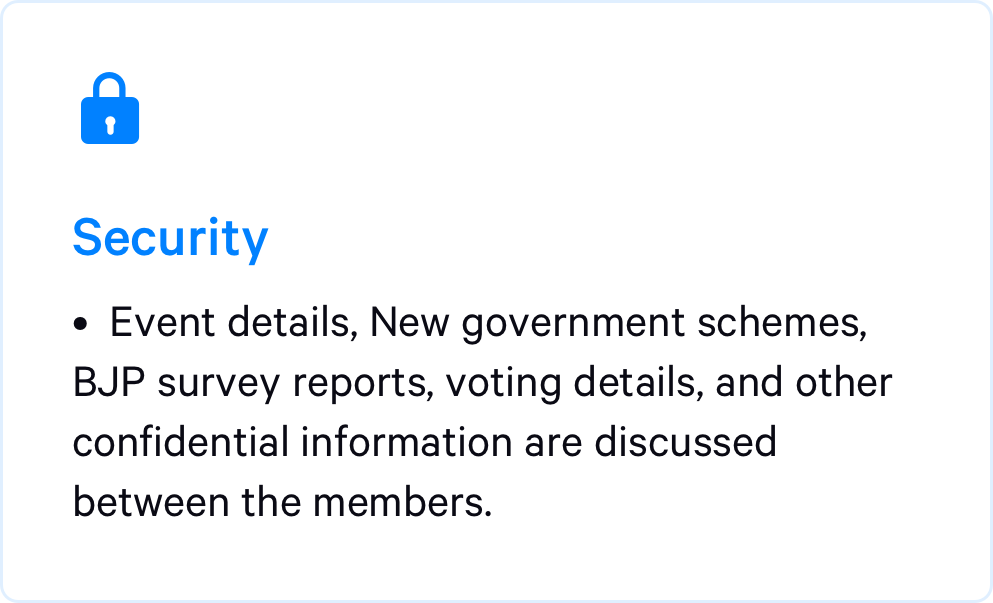 Security
• Event details, New government schemes,
BJP survey reports, voting details, and other
confidential information are discussed
between the members.